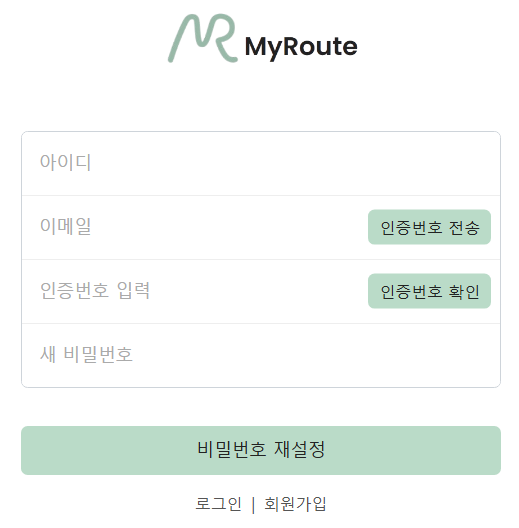 MyRoute
아이디
이메일 인증번호 전송
인증번호 입력 인증번호 확인
새 비밀번호
비밀번호 재설정
로그인 | 회원가입